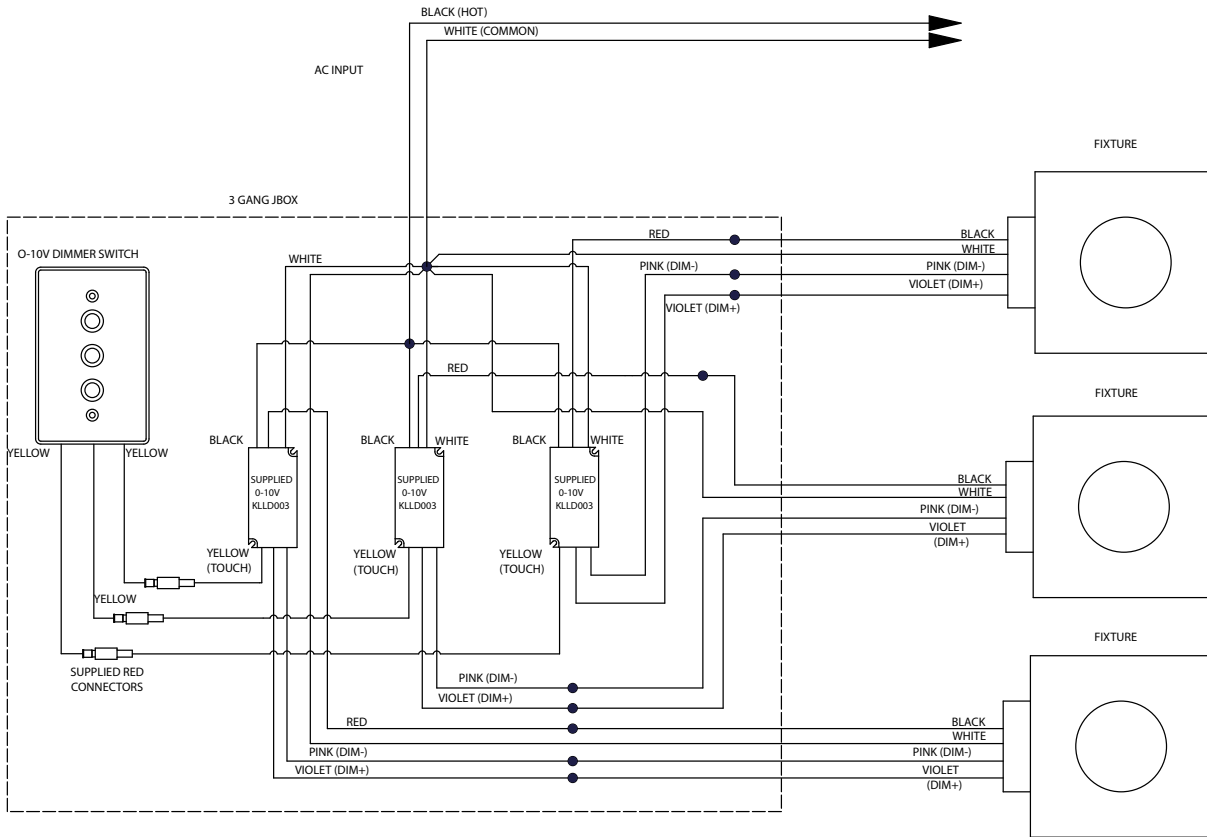 BLACK (HOT)
WHITE (COMMON)
AC INPUT
FIXTURE
3 GANG JBOX
RED
BLACK
WHITE
O-10V DIMMER SWITCH
WHITE
PINK (DIM-)
PINK (DIM-)
VIOLET (DIM+)
VIOLET (DIM+)
RED
FIXTURE
BLACK
BLACK
WHITE
BLACK
WHITE
YELLOW
YELLOW
SUPPLIED
0-10V
KLLD003
SUPPLIED
0-10V
KLLD003
SUPPLIED
0-10V
KLLD003
BLACK
WHITE
PINK (DIM-)
VIOLET
(DIM+)
YELLOW
(TOUCH)
YELLOW
(TOUCH)
YELLOW
(TOUCH)
YELLOW
SUPPLIED RED
CONNECTORS
FIXTURE
PINK (DIM-)
VIOLET (DIM+)
RED
BLACK
WHITE
PINK (DIM-)
PINK (DIM-)
VIOLET (DIM+)
VIOLET
(DIM+)